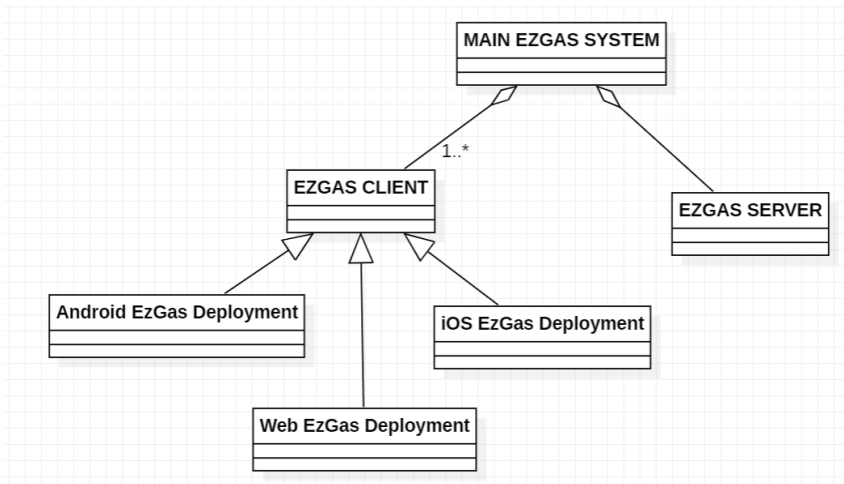 MAIN EZGAS SYSTEM
1..*
EZGAS CLIENT
EZGAS SERVER
Android EzGas Deployment
iOS EzGas Deployment
Web EzGas Deployment